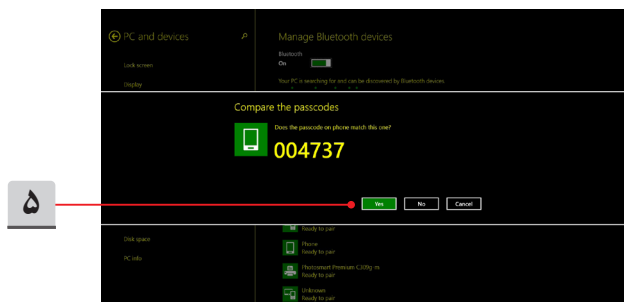 PC and devices
Lock screen
Display
Manage Bluetooth devices
Bluetooth
On
Your PC is searching for and can be discovered by Bluetooth devices
Compare the passcodes
Does the passcode on phone match this one?
004737
Yes
No
Cancel
۵
Disk space
PC info
Ready to pair
Phone
Ready to pair
Photosmart Premium C309g-m
Ready to pair
Unknown
Ready to pair